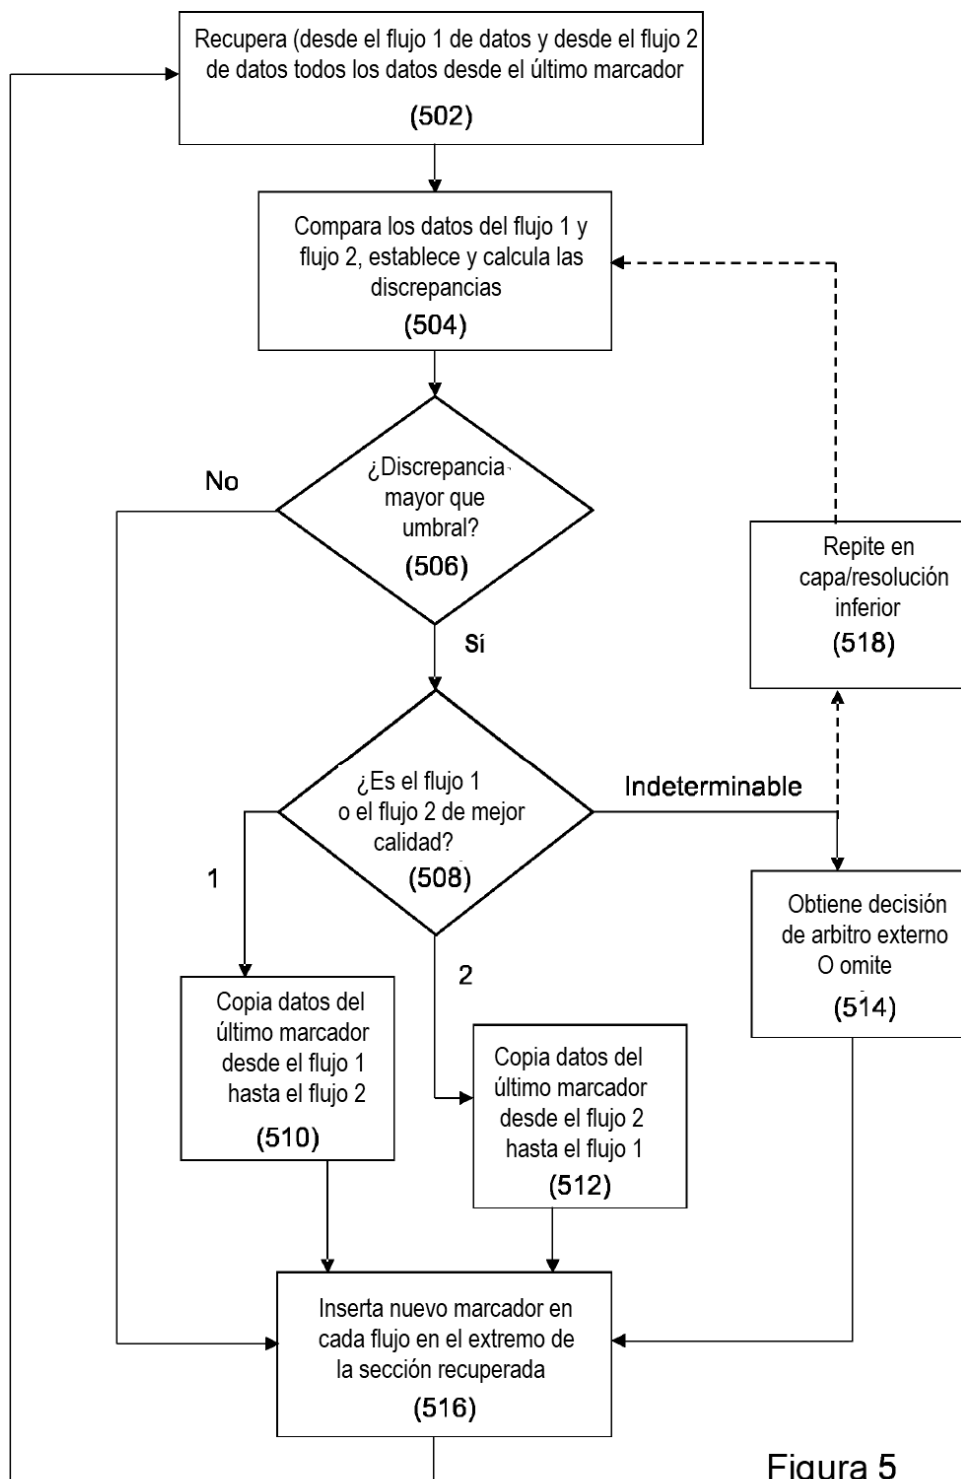 Recupera (desde el flujo 1 de datos y desde el flujo 2
de datos todos los datos desde el último marcador
(502)
Compara los datos del flujo 1 y
flujo 2, establece y calcula las
discrepancias
(504)
¿Discrepancia
mayor que
umbral?
(506)
No
Sí
Repite en
capa/resolución
inferior
(518)
¿Es el flujo 1
o el flujo 2 de mejor
calidad?
(508)
Indeterminable
1
2
Obtiene decisión
de arbitro externo
O omite
(514)
Copia datos del
último marcador
desde el flujo 1
hasta el flujo 2
(510)
Copia datos del
último marcador
desde el flujo 2
hasta el flujo 1
(512)
Inserta nuevo marcador en
cada flujo en el extremo de
la sección recuperada
(516)
Figura 5